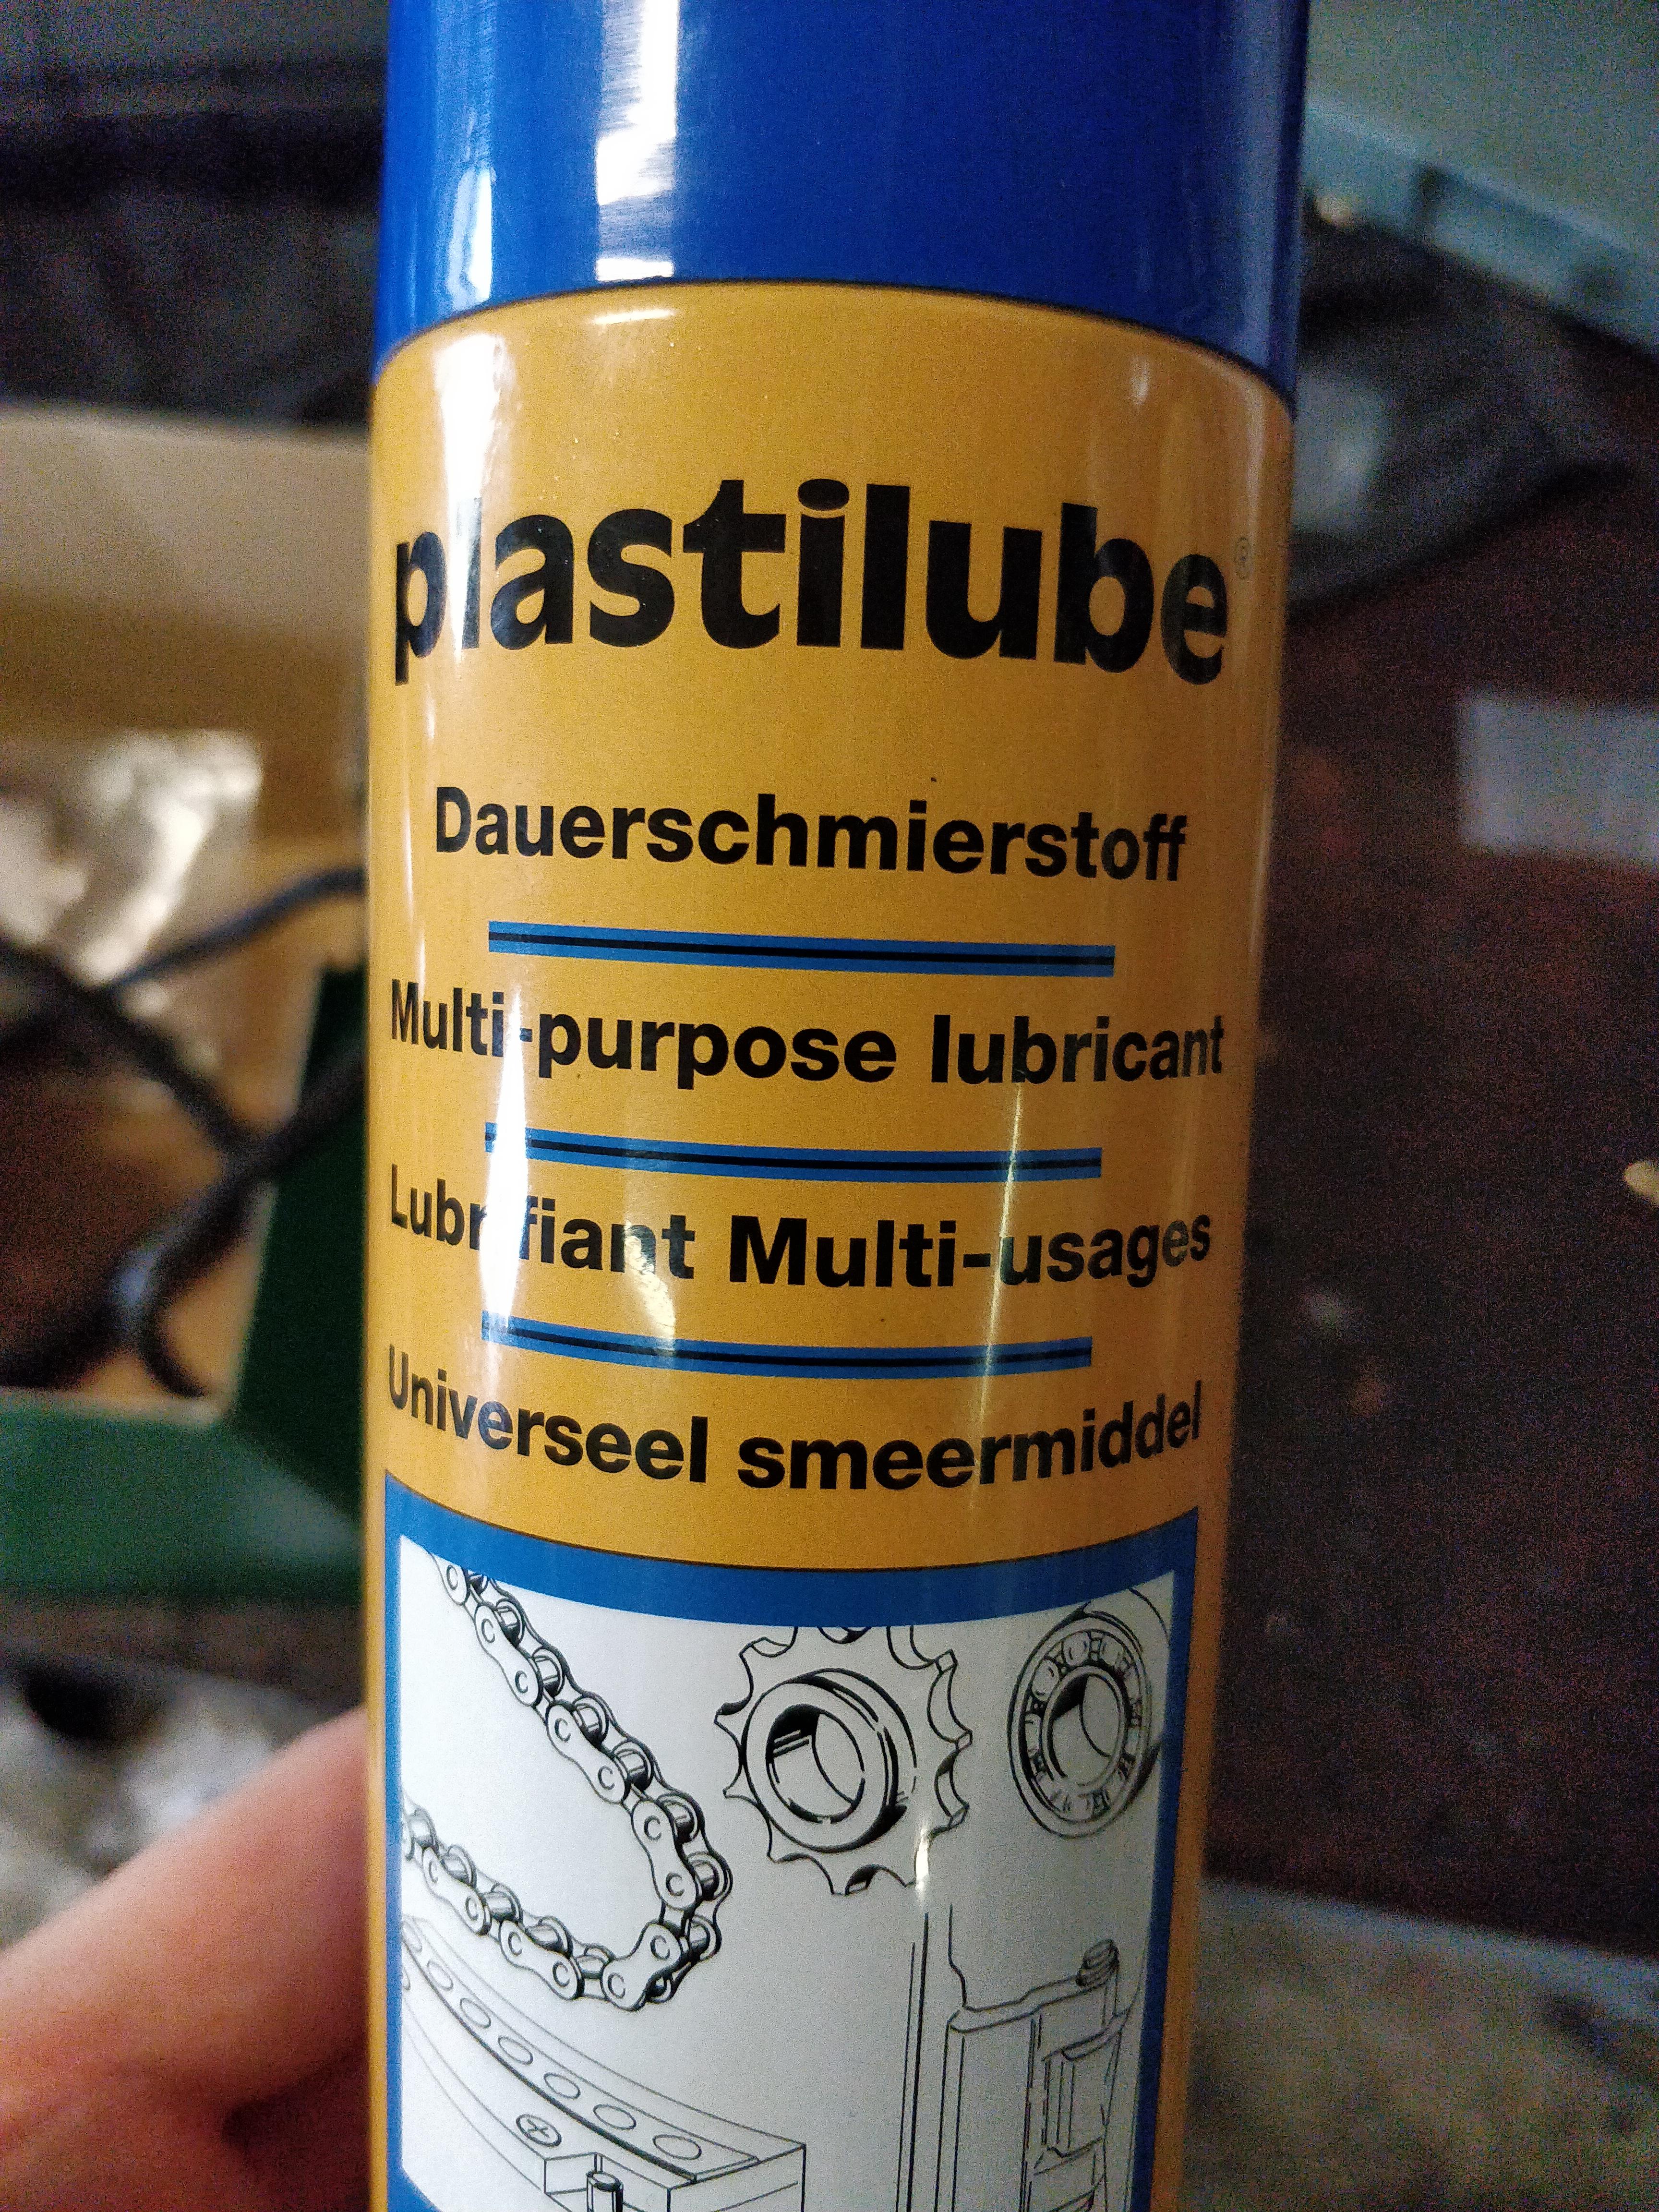 plastilube®
Dauerschmierstoff
Multi-purpose lubricant
Lubrifiant Multi-usages
Universeel smeermiddel